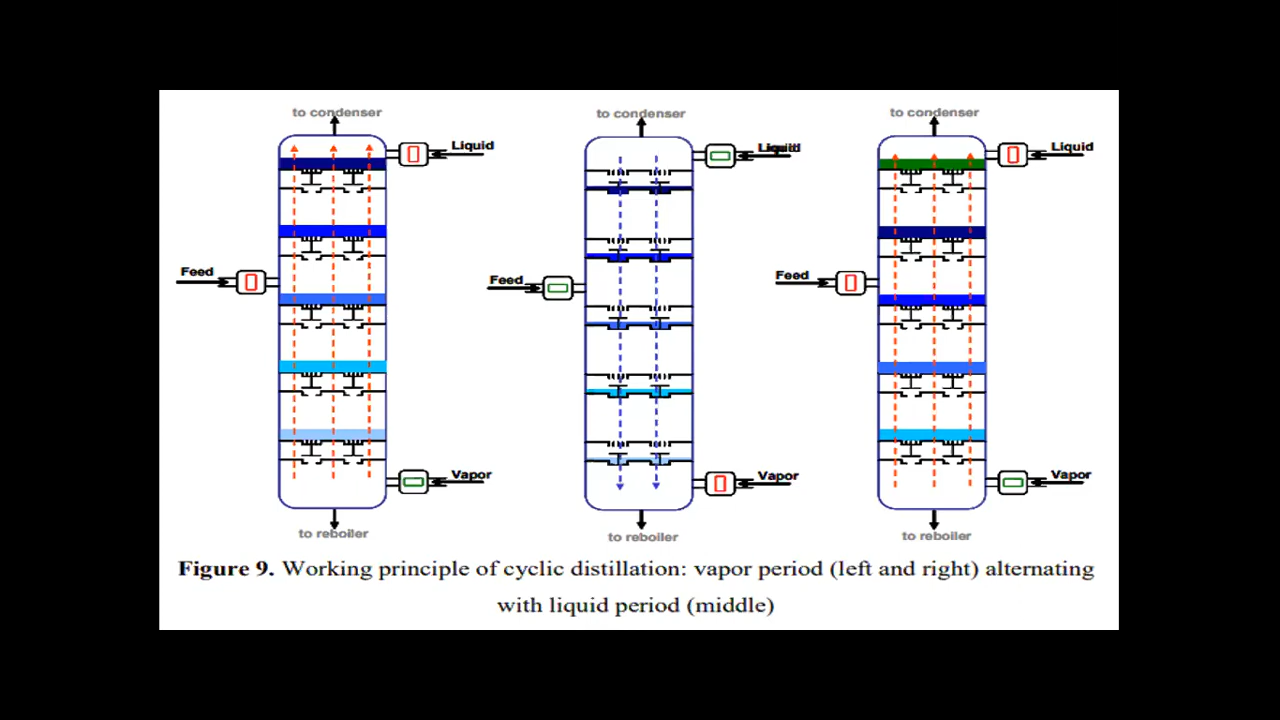 to condenser
to condenser
to condenser
Liquid
Liquid
Liquid
Feed
Feed
Feed
Vapor
Vapor
Vapor
to reboiler
to reboiler
to reboiler
Figure 9. Working principle of cyclic distillation: vapor period (left and right) alternating
with liquid period (middle)